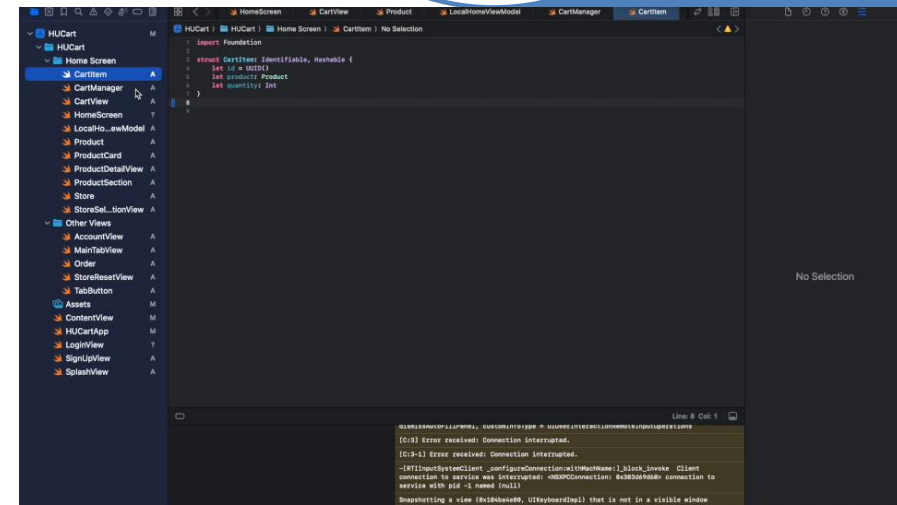 HomeScreen
CartView
Product
LocalHomeViewModel
CartManager
CartItem
HUCart M
HUCart
Home Screen
CartItem A
CartManager A
CartView A
HomeScreen ?
LocalHo...ewModel A
Product A
ProductCard A
ProductDetailView A
ProductSection A
Store A
StoreSel...tionView A
Other Views
AccountView A
MainTabView A
Order A
StoreResetView A
TabButton A
Assets M
ContentView M
HUCartApp M
LoginView ?
SignUpView A
SplashView A
HUCart 〉 HUCart 〉 Home Screen 〉 CartItem 〉 No Selection
1 import Foundation
2
3 struct CartItem: Identifiable, Hashable {
4 let id = UUID()
5 let product: Product
6 let quantity: Int
7 }
8
9
No Selection
Line: 8 Col: 1
dismissAutoFillPanel, customInfoType = UIUserInteractionRemoteInputOperations
[C:3] Error received: Connection interrupted.
[C:3-1] Error received: Connection interrupted.
-[RTIInputSystemClient _configureConnection:withMachName:]_block_invoke Client
connection to service was interrupted: <NSXPCConnection: 0x303d69d60> connection to
service with pid -1 named (null)
Snapshotting a view (0x104ba4e00, UIKeyboardImpl) that is not in a visible window